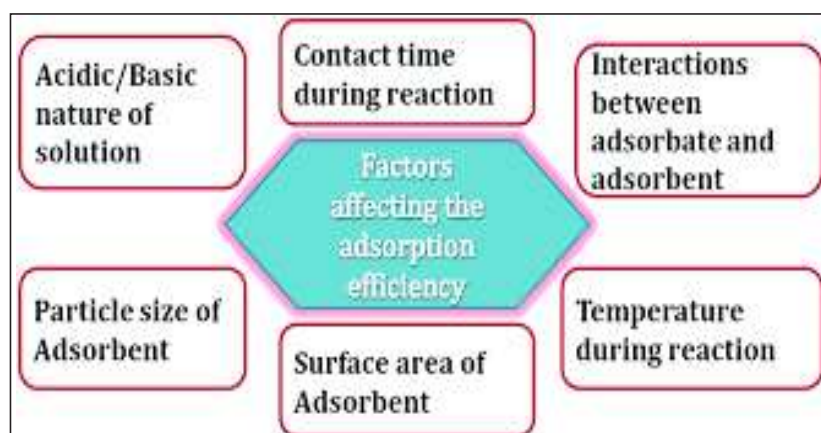 Acidic/Basic
nature of
solution
Contact time
during reaction
Interactions
between
adsorbate and
adsorbent
Factors
affecting the
adsorption
efficiency
Particle size of
Adsorbent
Surface area of
Adsorbent
Temperature
during reaction